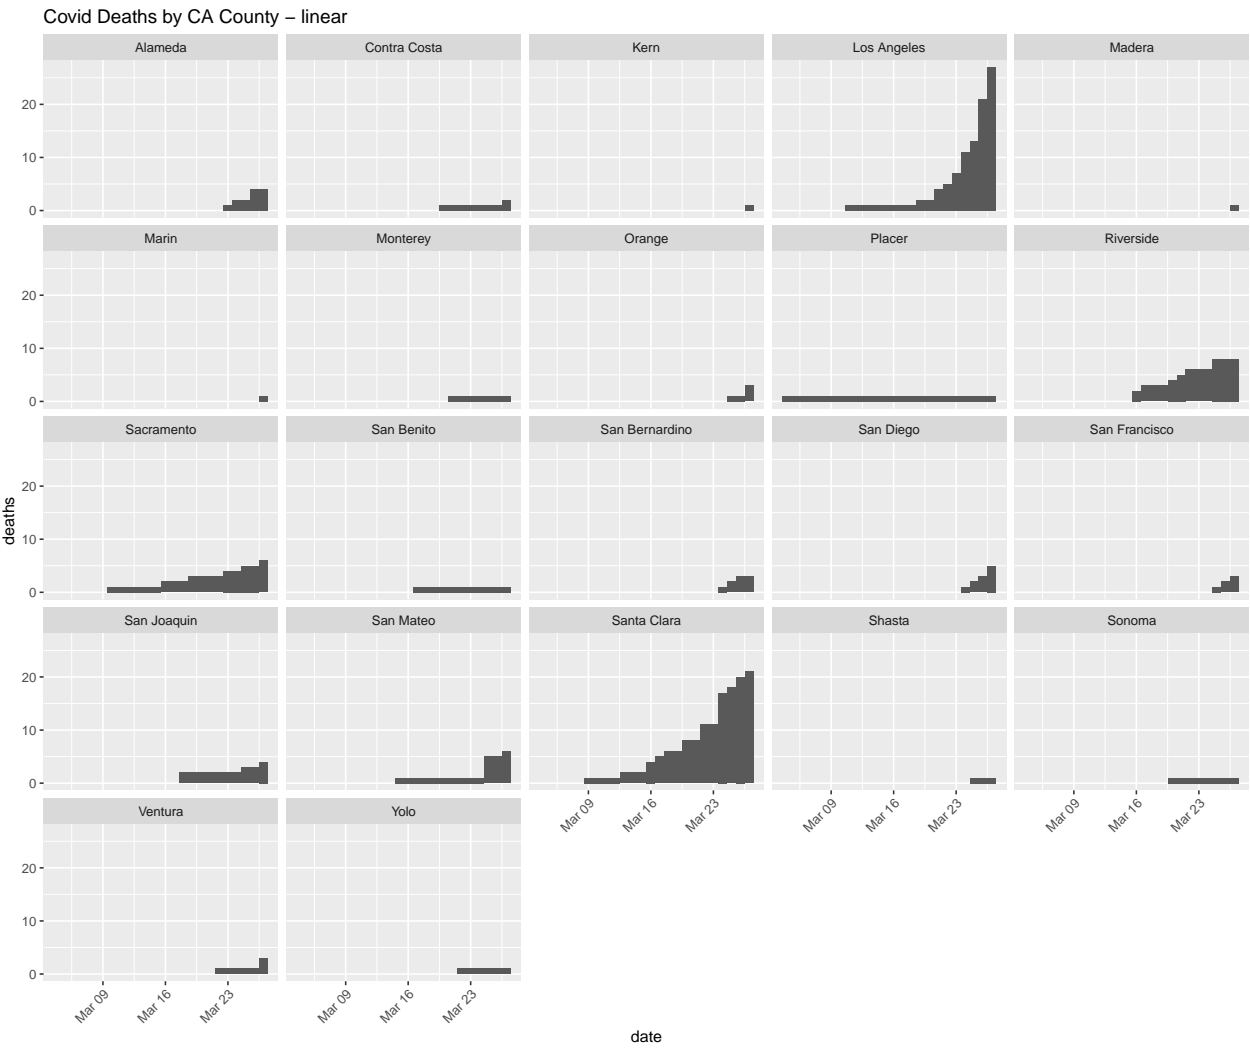 Covid Deaths by CA County – linear
Alameda Contra Costa Kern Los Angeles Madera
20
10
0
Marin Monterey Orange Placer Riverside
20
10
0
Sacramento San Benito San Bernardino San Diego San Francisco
20
10
0
deaths
San Joaquin San Mateo Santa Clara Shasta Sonoma
20
10
0
Mar 09 Mar 16 Mar 23 Mar 09 Mar 16 Mar 23 Mar 09 Mar 16 Mar 23
Ventura Yolo
20
10
0
Mar 09 Mar 16 Mar 23 Mar 09 Mar 16 Mar 23
date